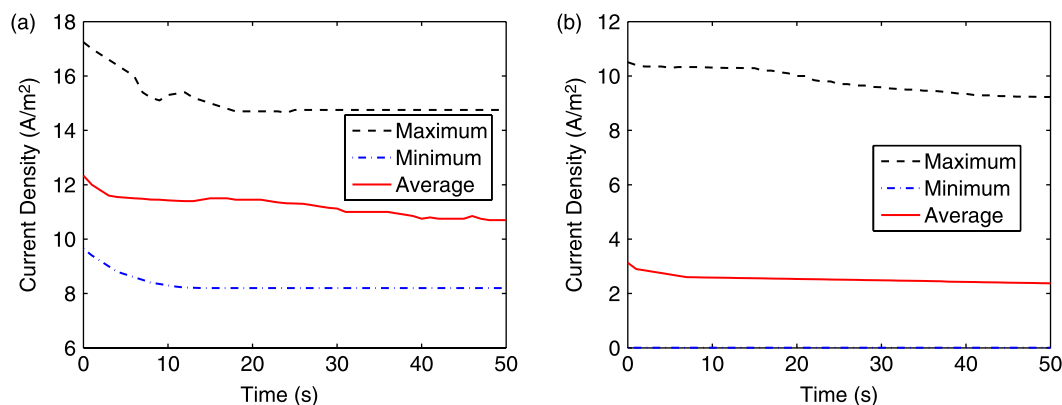 (a)
18
16
14
12
10
8
6
Current Density (A/m²)
0 10 20 30 40 50
Time (s)
Maximum
Minimum
Average
(b)
12
10
8
6
4
2
0
Current Density (A/m²)
0 10 20 30 40 50
Time (s)
Maximum
Minimum
Average